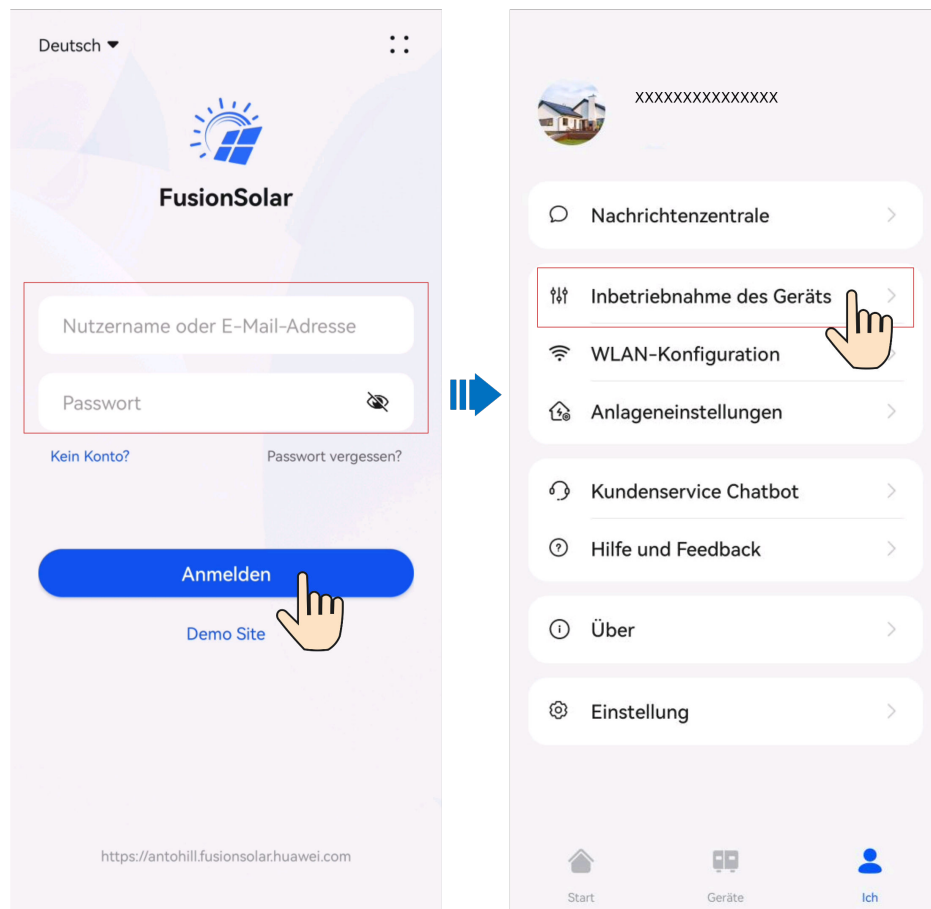 Deutsch
FusionSolar
Nutzername oder E-Mail-Adresse
Passwort
Kein Konto?
Passwort vergessen?
Anmelden
Demo Site
https://antohill.fusionsolar.huawei.com
XXXXXXXXXXXXXXX
Nachrichtenzentrale
Inbetriebnahme des Geräts
WLAN-Konfiguration
Anlageneinstellungen
Kundenservice Chatbot
Hilfe und Feedback
Über
Einstellung
Start
Geräte
Ich